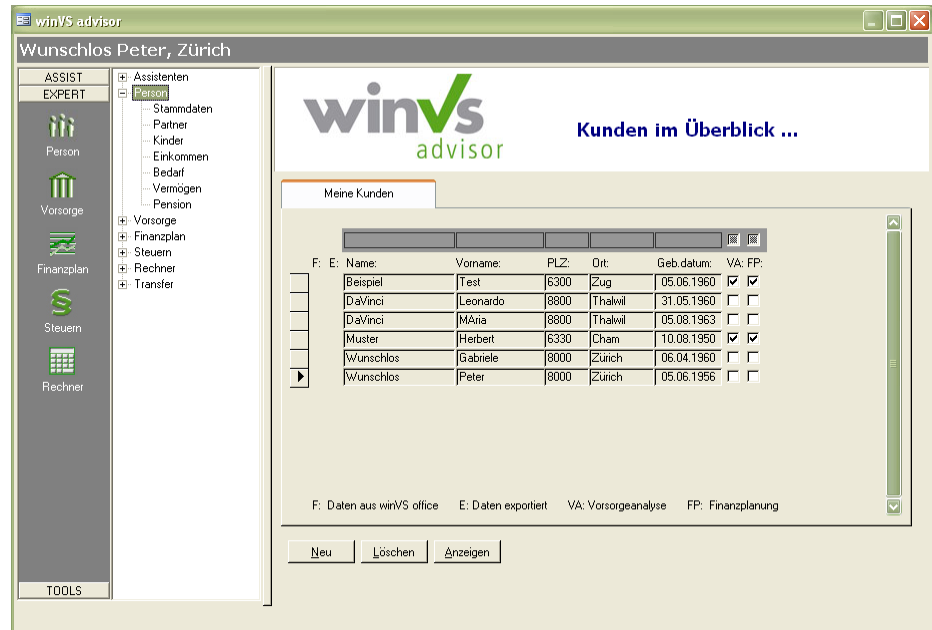 winVS advisor
Wunschlos Peter, Zürich
ASSIST
EXPERT
Person
Vorsorge
Finanzplan
Steuern
Rechner
TOOLS
Assistenten
Person
Stammdaten
Partner
Kinder
Einkommen
Bedarf
Vermögen
Pension
Vorsorge
Finanzplan
Steuern
Rechner
Transfer
winVS
advisor
Kunden im Überblick ...
Meine Kunden
F: E: Name: Vorname: PLZ: Ort: Geb.datum: VA: FP:
Beispiel Test 6300 Zug 05.06.1960
DaVinci Leonardo 8800 Thalwil 31.05.1960
DaVinci MAria 8800 Thalwil 05.08.1963
Muster Herbert 6330 Cham 10.08.1950
Wunschlos Gabriele 8000 Zürich 06.04.1960
Wunschlos Peter 8000 Zürich 05.06.1956
F: Daten aus winVS office E: Daten exportiert VA: Vorsorgeanalyse FP: Finanzplanung
Neu Löschen Anzeigen